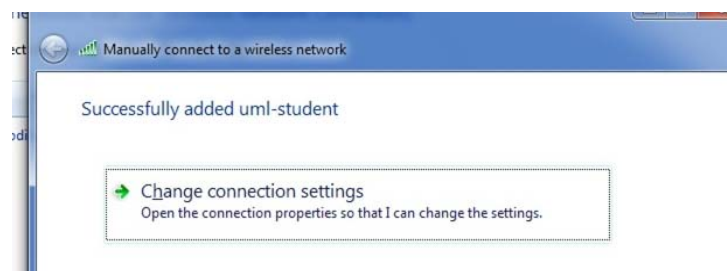 Manually connect to a wireless network
Successfully added uml-student
Change connection settings
Open the connection properties so that I can change the settings.